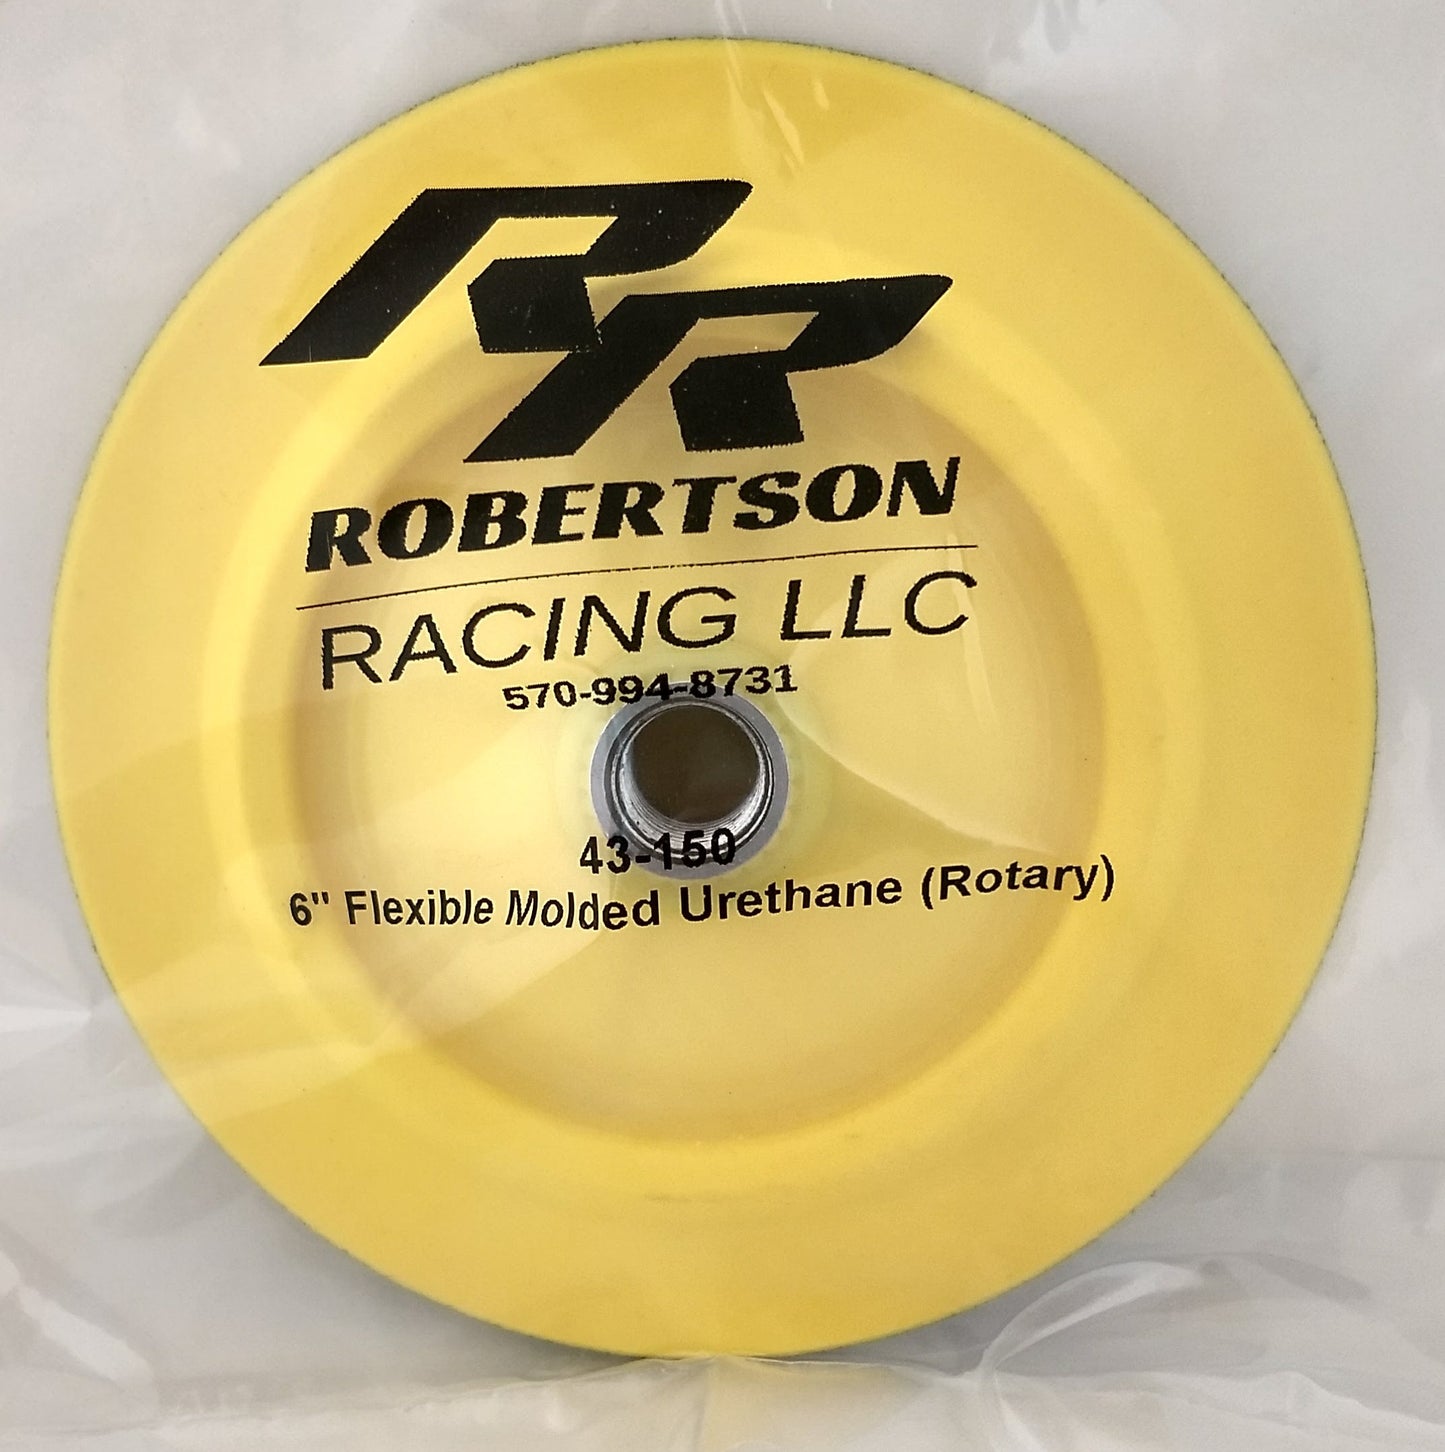 RR
ROBERTSON
RACING LLC
570-994-8731
43-150
6" Flexible Molded Urethane (Rotary)